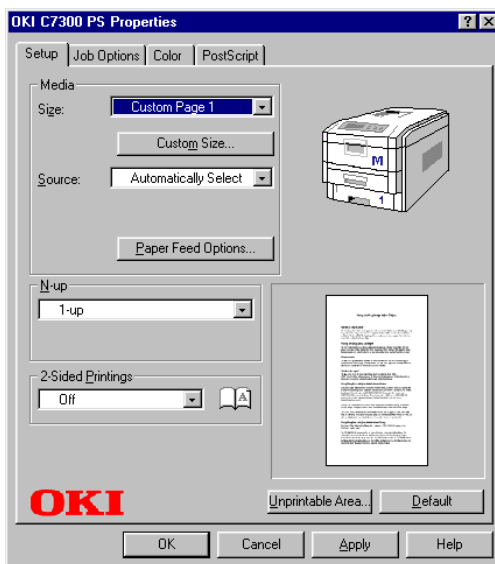 OKI C7300 PS Properties
Setup Job Options Color PostScript
Media
Size: Custom Page 1
Custom Size...
Source: Automatically Select
Paper Feed Options...
M
1
N-up
1-up
2-Sided Printings
Off
A
OKI
Unprintable Area... Default
OK Cancel Apply Help